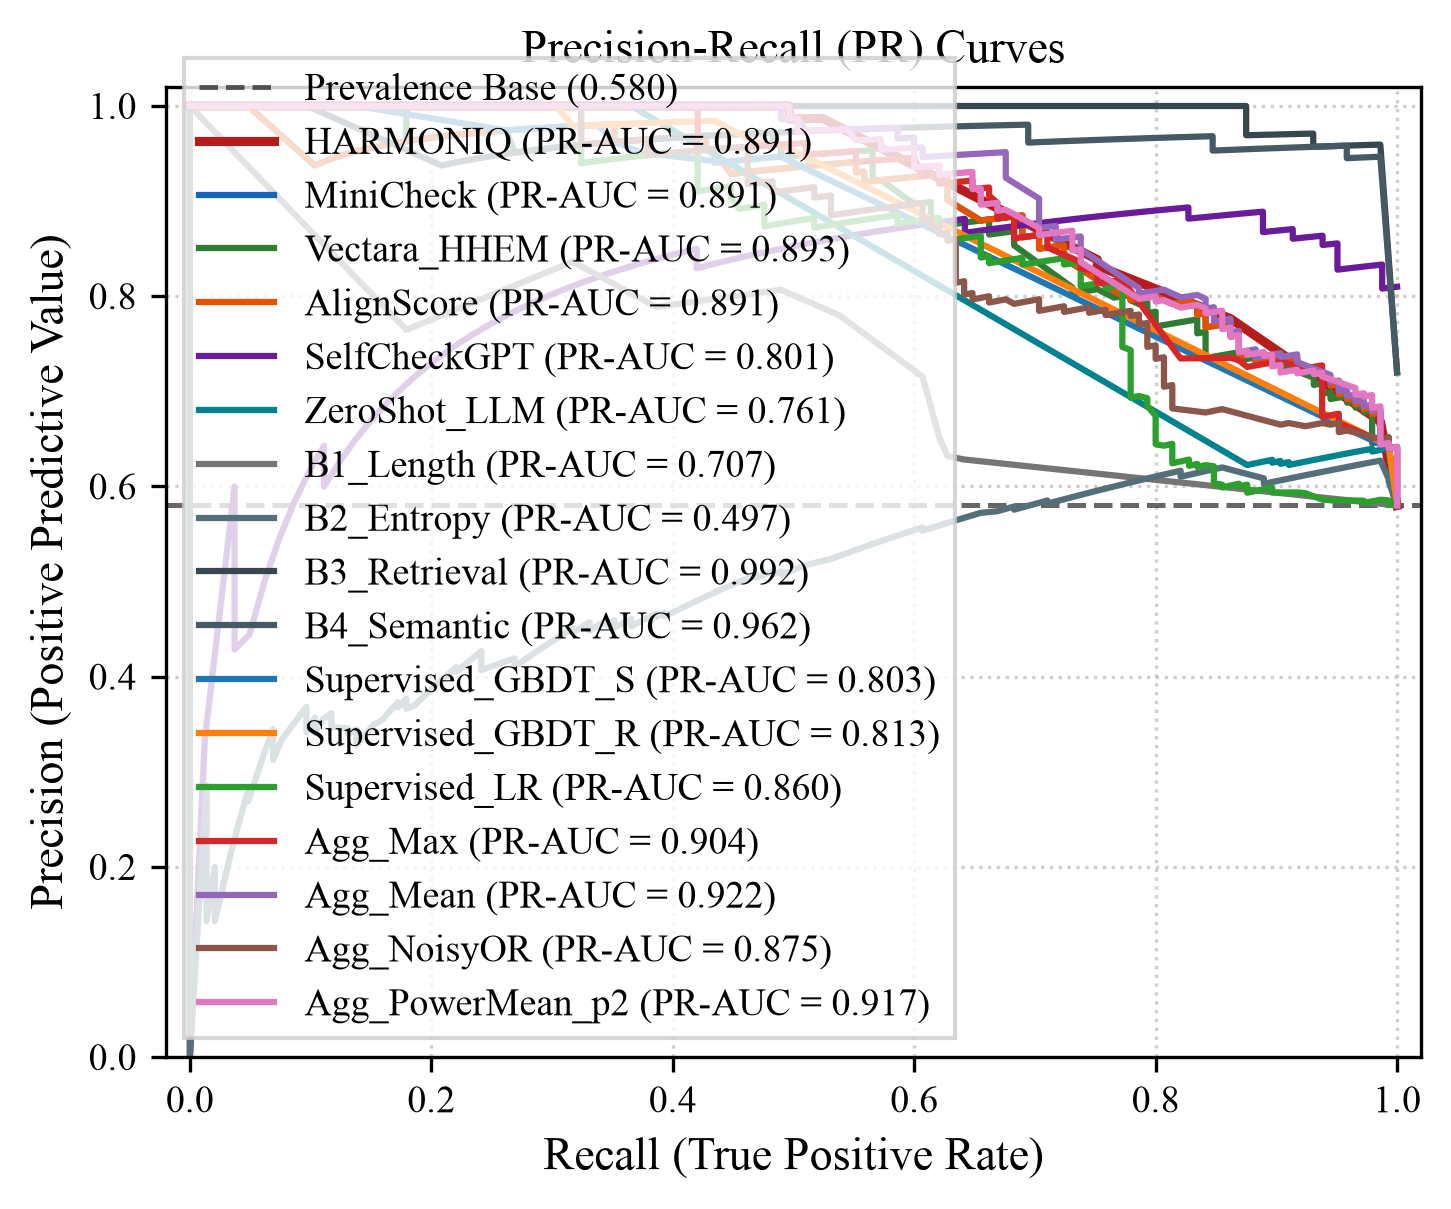 Precision-Recall (PR) Curves
Prevalence Base (0.580)
HARMONIQ (PR-AUC = 0.891)
MiniCheck (PR-AUC = 0.891)
Vectara_HHEM (PR-AUC = 0.893)
AlignScore (PR-AUC = 0.891)
SelfCheckGPT (PR-AUC = 0.801)
ZeroShot_LLM (PR-AUC = 0.761)
B1_Length (PR-AUC = 0.707)
B2_Entropy (PR-AUC = 0.497)
B3_Retrieval (PR-AUC = 0.992)
B4_Semantic (PR-AUC = 0.962)
Supervised_GBDT_S (PR-AUC = 0.803)
Supervised_GBDT_R (PR-AUC = 0.813)
Supervised_LR (PR-AUC = 0.860)
Agg_Max (PR-AUC = 0.904)
Agg_Mean (PR-AUC = 0.922)
Agg_NoisyOR (PR-AUC = 0.875)
Agg_PowerMean_p2 (PR-AUC = 0.917)
Precision (Positive Predictive Value)
1.0
0.8
0.6
0.4
0.2
0.0
0.0 0.2 0.4 0.6 0.8 1.0
Recall (True Positive Rate)